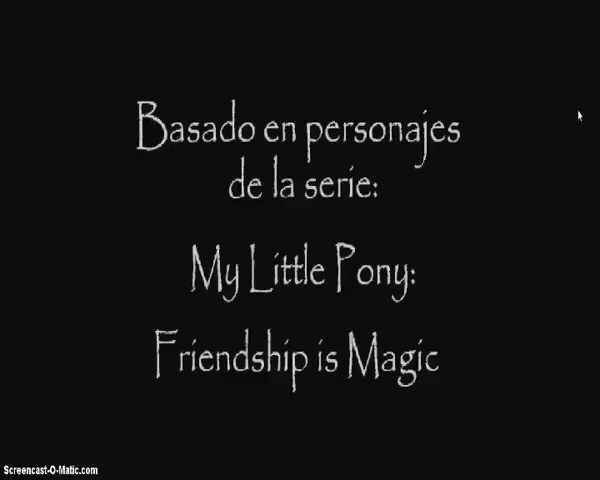 Basado en personajes
de la serie:
My Little Pony:
Friendship is Magic
Screencast-O-Matic.com